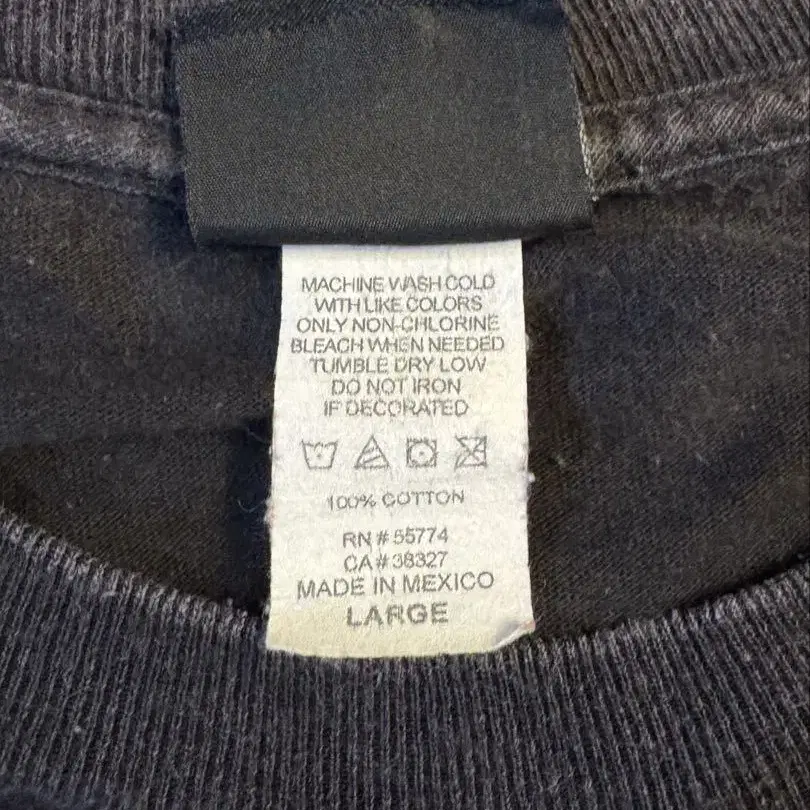 MACHINE WASH COLD
WITH LIKE COLORS
ONLY NON-CHLORINE
BLEACH WHEN NEEDED
TUMBLE DRY LOW
DO NOT IRON
IF DECORATED
100% COTTON
RN # 55774
CA # 38327
MADE IN MEXICO
LARGE